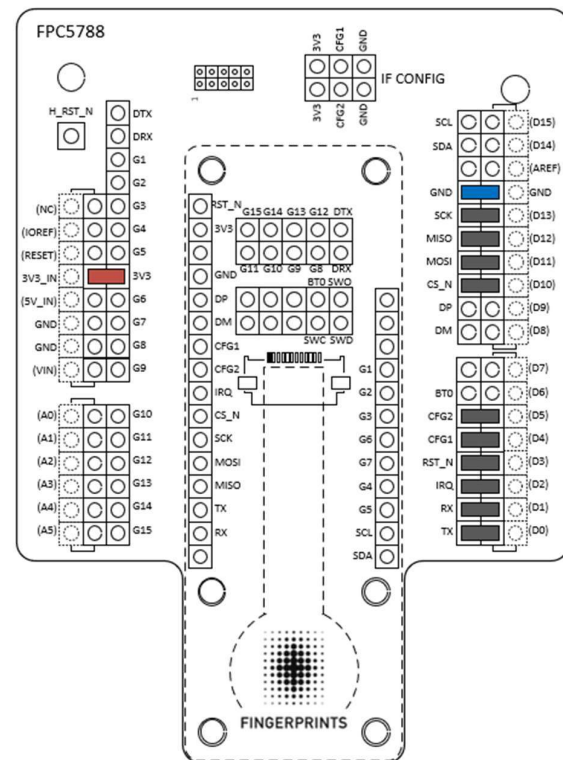 FPC5788
3V3 CFG1 GND
IF CONFIG
3V3 CFG2 GND
H_RST_N
DTX
DRX
G1
G2
(NC) G3
(IOREF) G4
(RESET) G5
3V3_IN 3V3
(5V_IN) G6
GND G7
GND G8
(VIN) G9
(A0) G10
(A1) G11
(A2) G12
(A3) G13
(A4) G14
(A5) G15
RST_N
3V3
GND
DP
DM
CFG1
CFG2
IRQ
CS_N
SCK
MOSI
MISO
TX
RX
G15 G14 G13 G12 DTX
G11 G10 G9 G8 DRX
BT0 SWO
SWC SWD
G1
G2
G3
G6
G7
G4
G5
SCL
SDA
SCL (D15)
SDA (D14)
(AREF)
GND GND
SCK (D13)
MISO (D12)
MOSI (D11)
CS_N (D10)
DP (D9)
DM (D8)
(D7)
BT0 (D6)
CFG2 (D5)
CFG1 (D4)
RST_N (D3)
IRQ (D2)
RX (D1)
TX (D0)
FINGERPRINTS